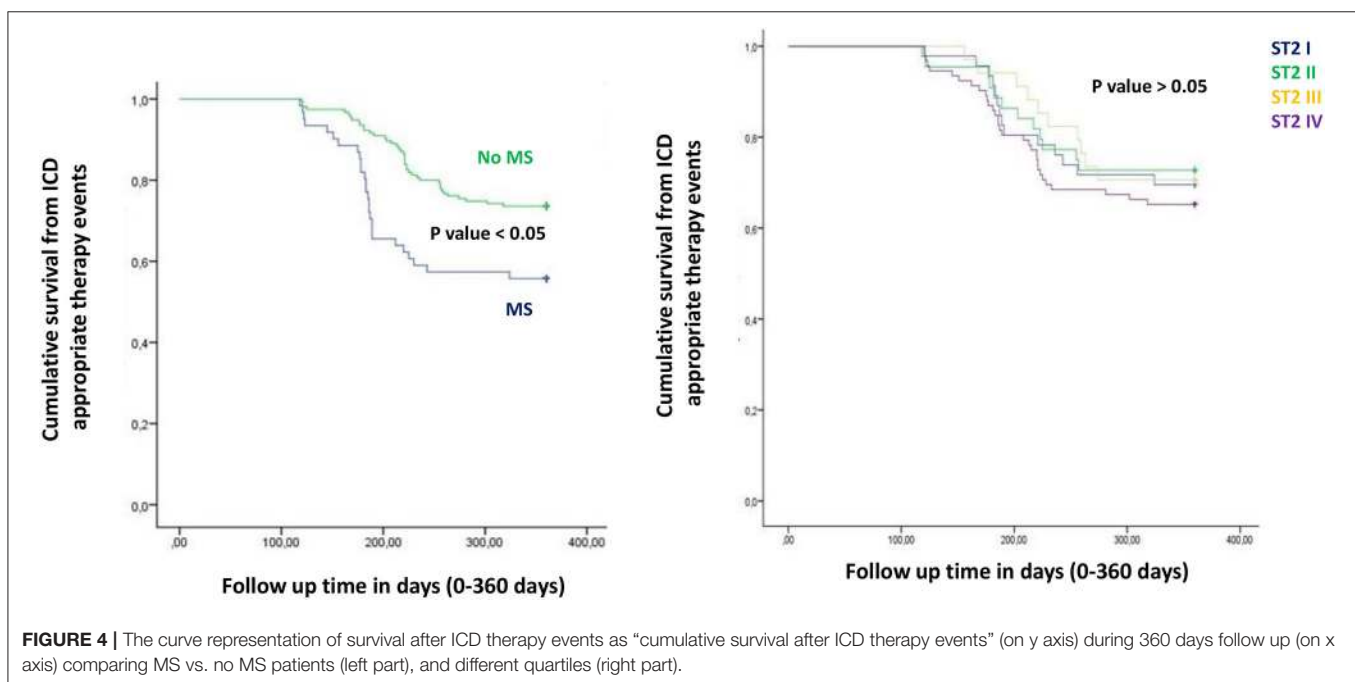 Cumulative survival from ICD
appropriate therapy events
1,0
0,8
0,6
0,4
0,2
0,0
No MS
P value < 0.05
MS
,00
100,00
200,00
300,00
400,00
Follow up time in days (0-360 days)
Cumulative survival from ICD
appropriate therapy events
1,0
0,8
0,6
0,4
0,2
0,0
P value > 0.05
ST2 I
ST2 II
ST2 III
ST2 IV
,00
100,00
200,00
300,00
400,00
Follow up time in days (0-360 days)
FIGURE 4 | The curve representation of survival after ICD therapy events as “cumulative survival after ICD therapy events” (on y axis) during 360 days follow up (on x
axis) comparing MS vs. no MS patients (left part), and different quartiles (right part).